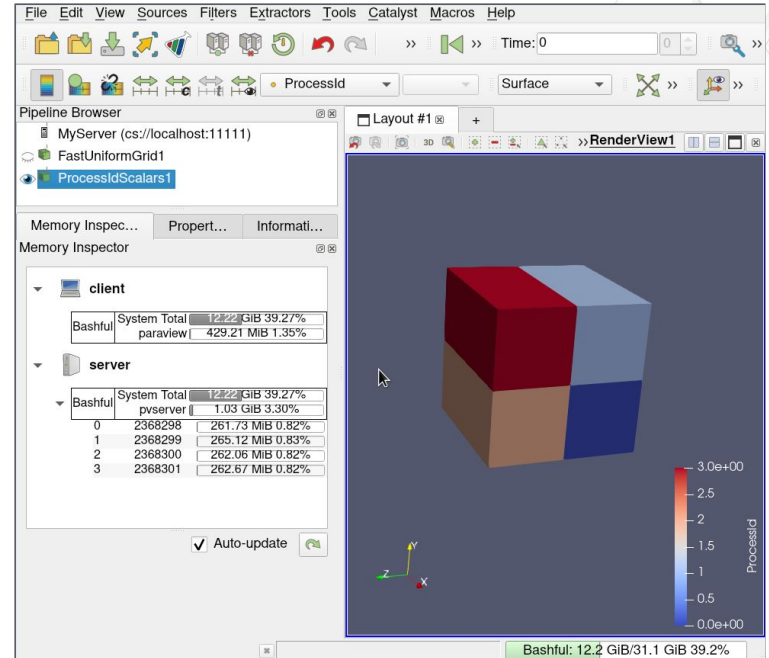 File Edit View Sources Filters Extractors Tools Catalyst Macros Help
» » Time: 0 0 »
ProcessId Surface » »
Pipeline Browser
MyServer (cs://localhost:11111)
FastUniformGrid1
ProcessIdScalars1
Memory Inspec... Propert... Informati...
Memory Inspector
client
Bashful
System Total 12.22 GiB 39.27%
paraview 429.21 MiB 1.35%
server
Bashful
System Total 12.22 GiB 39.27%
pvserver 1.03 GiB 3.30%
0 2368298 261.73 MiB 0.82%
1 2368299 265.12 MiB 0.83%
2 2368300 262.06 MiB 0.82%
3 2368301 262.67 MiB 0.82%
Auto-update
Layout #1 +
3D » RenderView1
3.0e+00
2.5
2
1.5
1
0.5
0.0e+00
ProcessId
Y
Z
X
Bashful: 12.2 GiB/31.1 GiB 39.2%